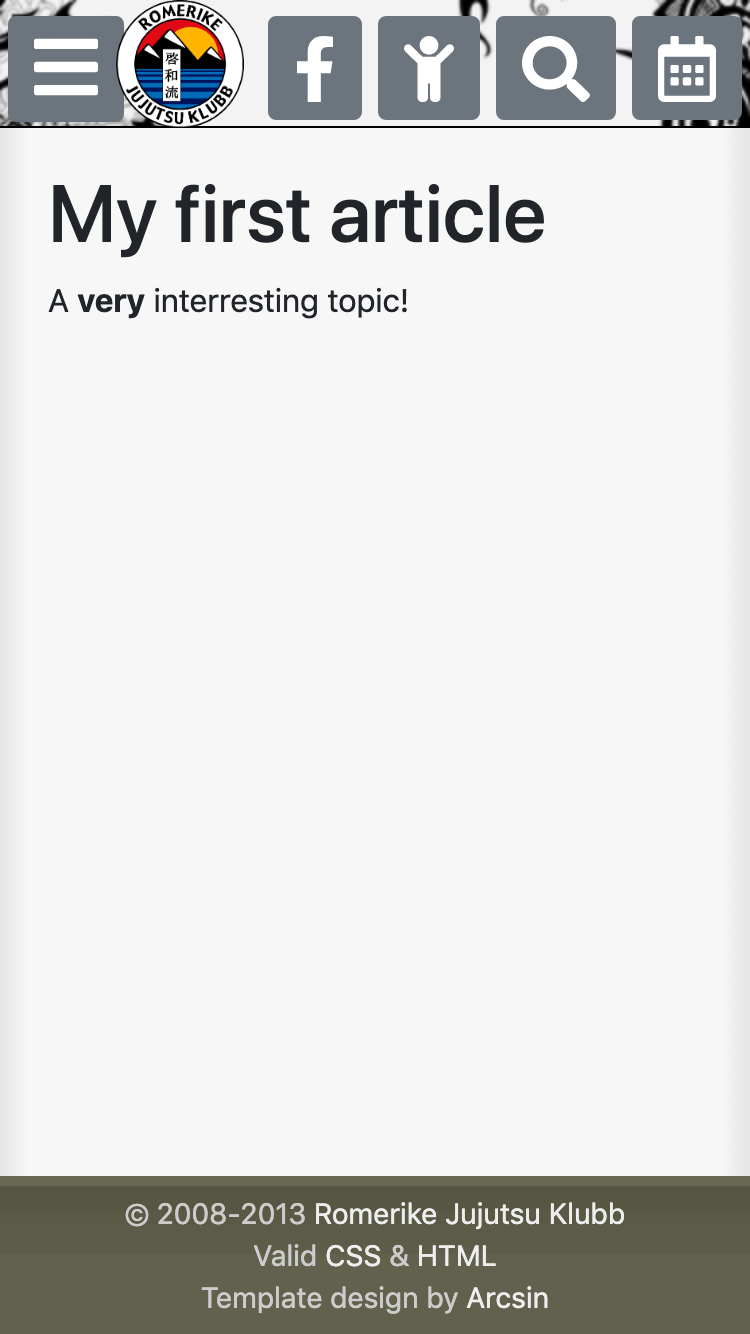 ROMERIKE
啓
和
流
JUJUTSU KLUBB
My first article
A very interresting topic!
© 2008-2013 Romerike Jujutsu Klubb
Valid CSS & HTML
Template design by Arcsin